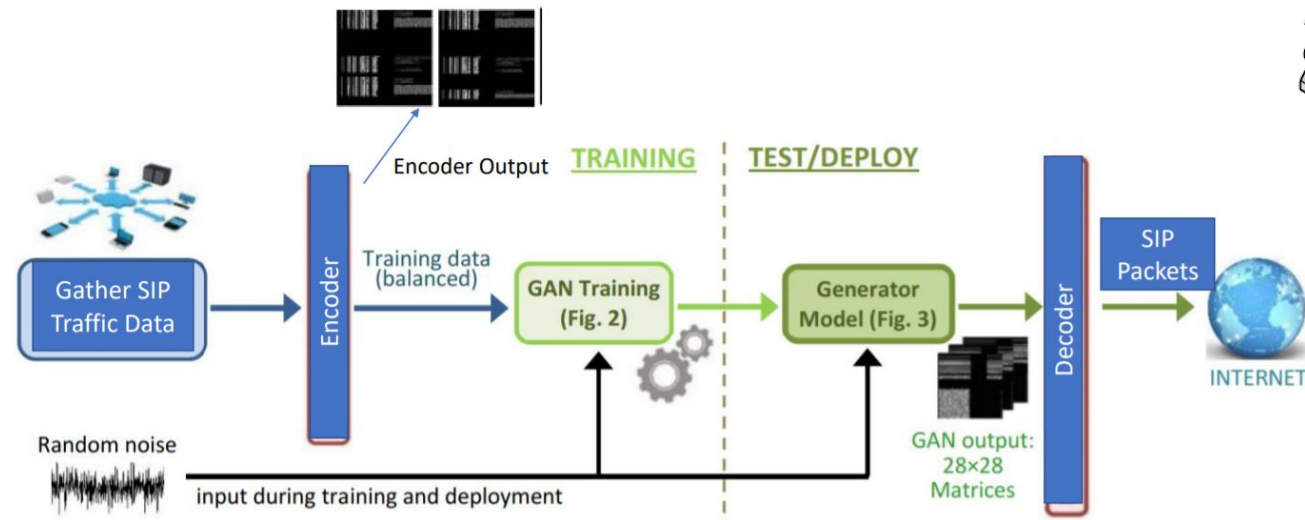 Encoder Output
TRAINING
TEST/DEPLOY
Gather SIP
Traffic Data
Encoder
Training data
(balanced)
GAN Training
(Fig. 2)
Generator
Model (Fig. 3)
Decoder
SIP
Packets
INTERNET
GAN output:
28×28
Matrices
Random noise
input during training and deployment